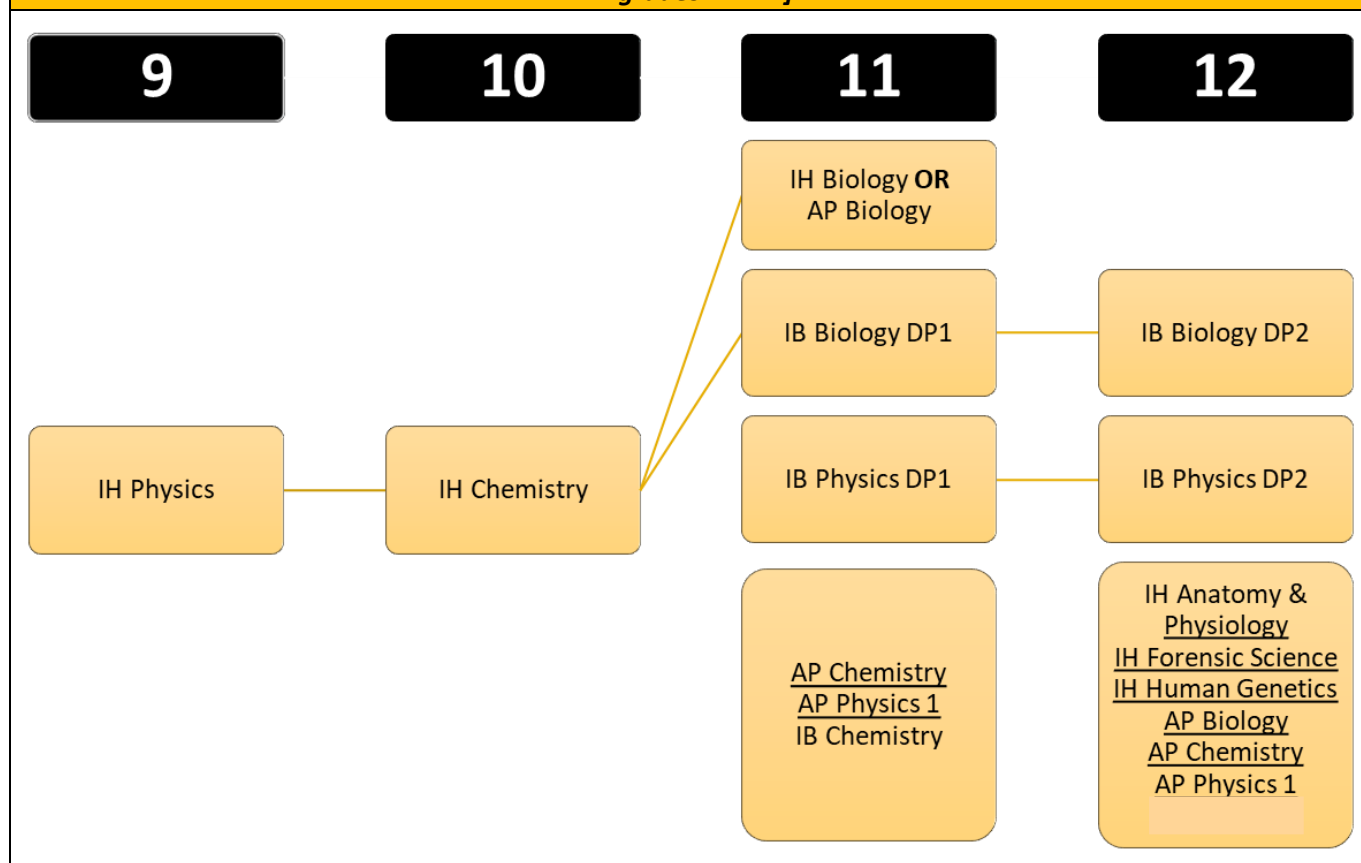 9
10
11
12
IH Biology OR
AP Biology
IB Biology DP1
IB Biology DP2
IH Physics
IH Chemistry
IB Physics DP1
IB Physics DP2
AP Chemistry
AP Physics 1
IB Chemistry
IH Anatomy &
Physiology
IH Forensic Science
IH Human Genetics
AP Biology
AP Chemistry
AP Physics 1